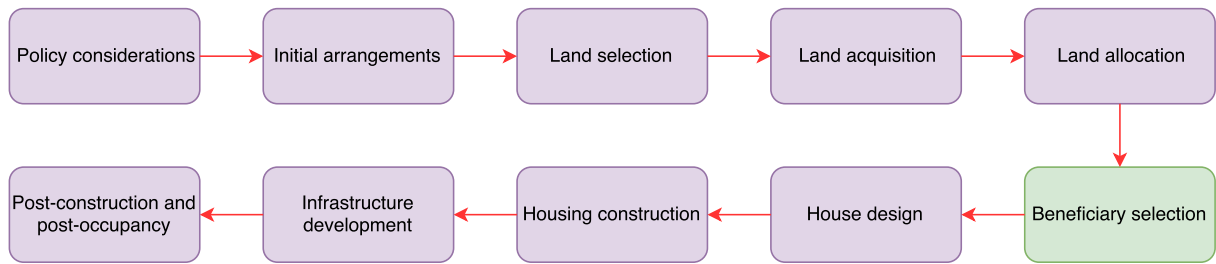 Policy considerations
Initial arrangements
Land selection
Land acquisition
Land allocation
Beneficiary selection
House design
Housing construction
Infrastructure
development
Post-construction and
post-occupancy